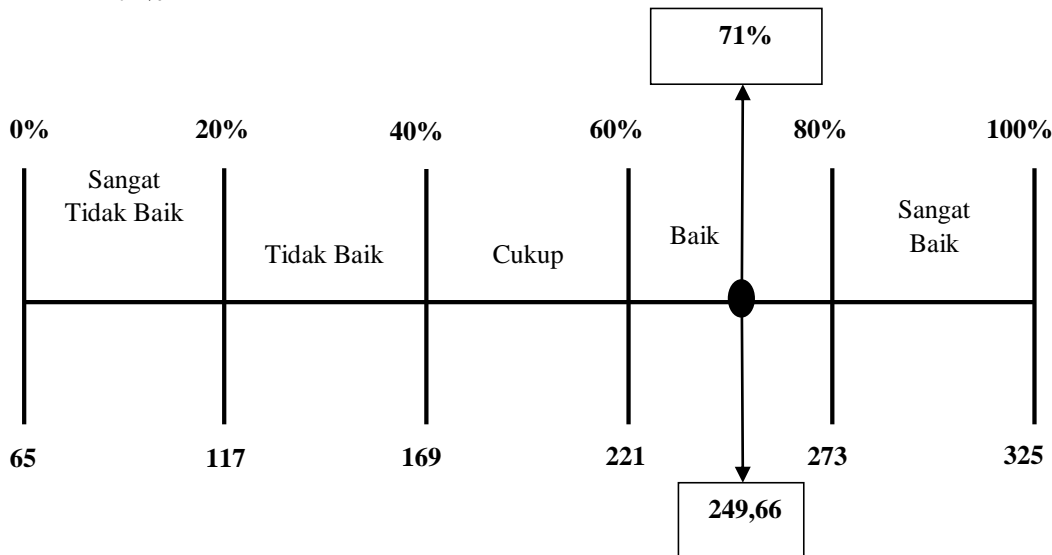 71%
0% 20% 40% 60% 80% 100%
Sangat
Tidak Baik
Tidak Baik
Cukup
Baik
Sangat
Baik
65 117 169 221 273 325
249,66